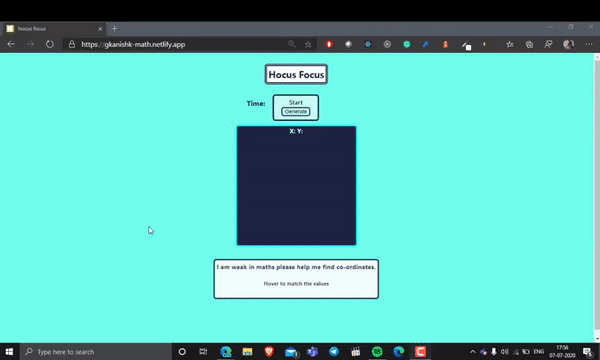 hocus focus
https://gkanishk-math.netlify.app
Hocus Focus
Time:
Start
Generate
X: Y:
I am weak in maths please help me find co-ordinates.
Hover to match the values
Type here to search
ENG
17:56
07-07-2020